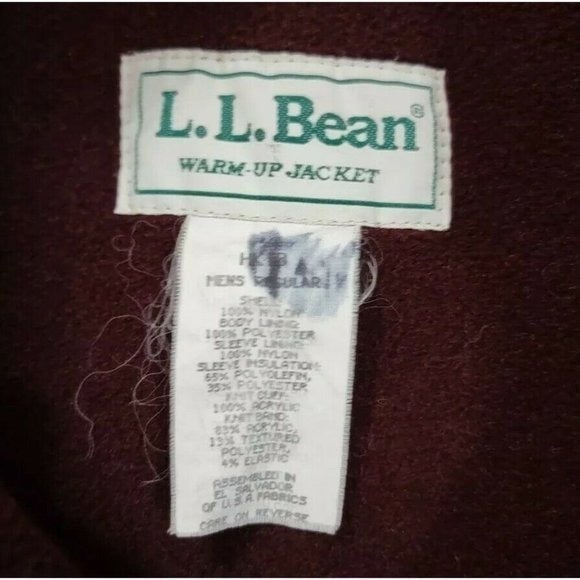 L.L.Bean®
WARM-UP JACKET
MENS REGULAR
SHELL:
100% NYLON
BODY LINING:
100% POLYESTER
SLEEVE LINING:
100% NYLON
SLEEVE INSULATION:
65% POLYOLEFIN,
35% POLYESTER
KNIT CUFF:
100% ACRYLIC
KNIT BAND:
83% ACRYLIC,
13% TEXTURED
POLYESTER,
4% ELASTIC
ASSEMBLED IN
EL SALVADOR
OF U.S.A. FABRICS
CARE ON REVERSE